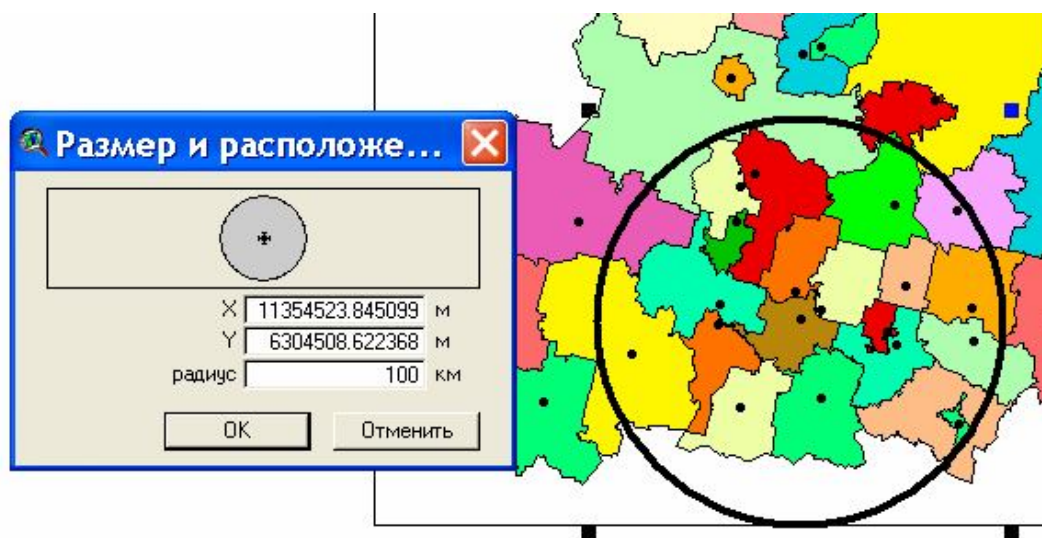 Размер и расположе...
X 11354523.845099 м
Y 6304508.622368 м
радиус 100 км
OK Отменить